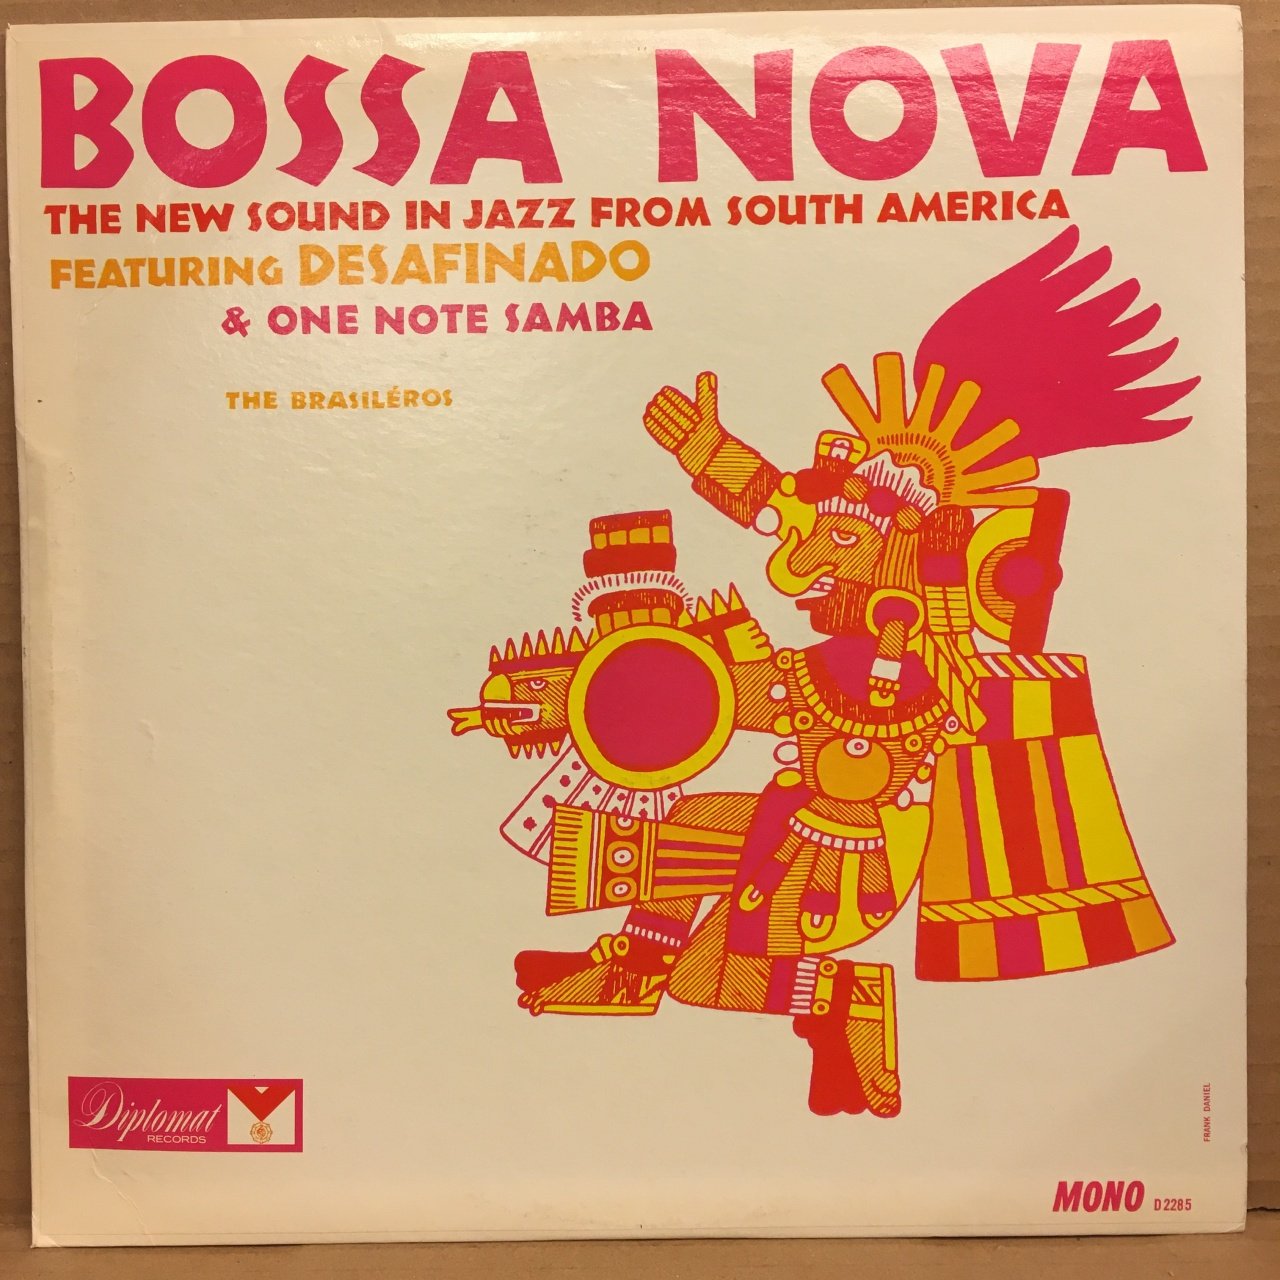 BOSSA NOVA
THE NEW SOUND IN JAZZ FROM SOUTH AMERICA
FEATURING DESAFINADO
& ONE NOTE SAMBA
THE BRASILÉROS
Diplomat
RECORDS
FRANK DANIEL
MONO D2285